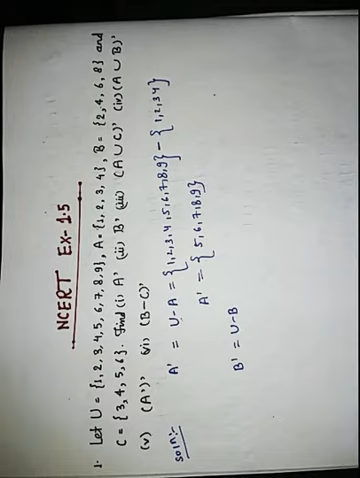 NCERT EX-1.5
1. Let U = {1, 2, 3, 4, 5, 6, 7, 8, 9}, A = {1, 2, 3, 4}, B = {2, 4, 6, 8} and
C = {3, 4, 5, 6}. Find (i) A' (ii) B' (iii) (A ∪ C)' (iv) (A ∪ B)'
(v) (A')' (vi) (B-C)'
Soln:-
A' = U-A = {1,2,3,4,5,6,7,8,9} - {1,2,3,4}
A' = {5,6,7,8,9}
B' = U-B